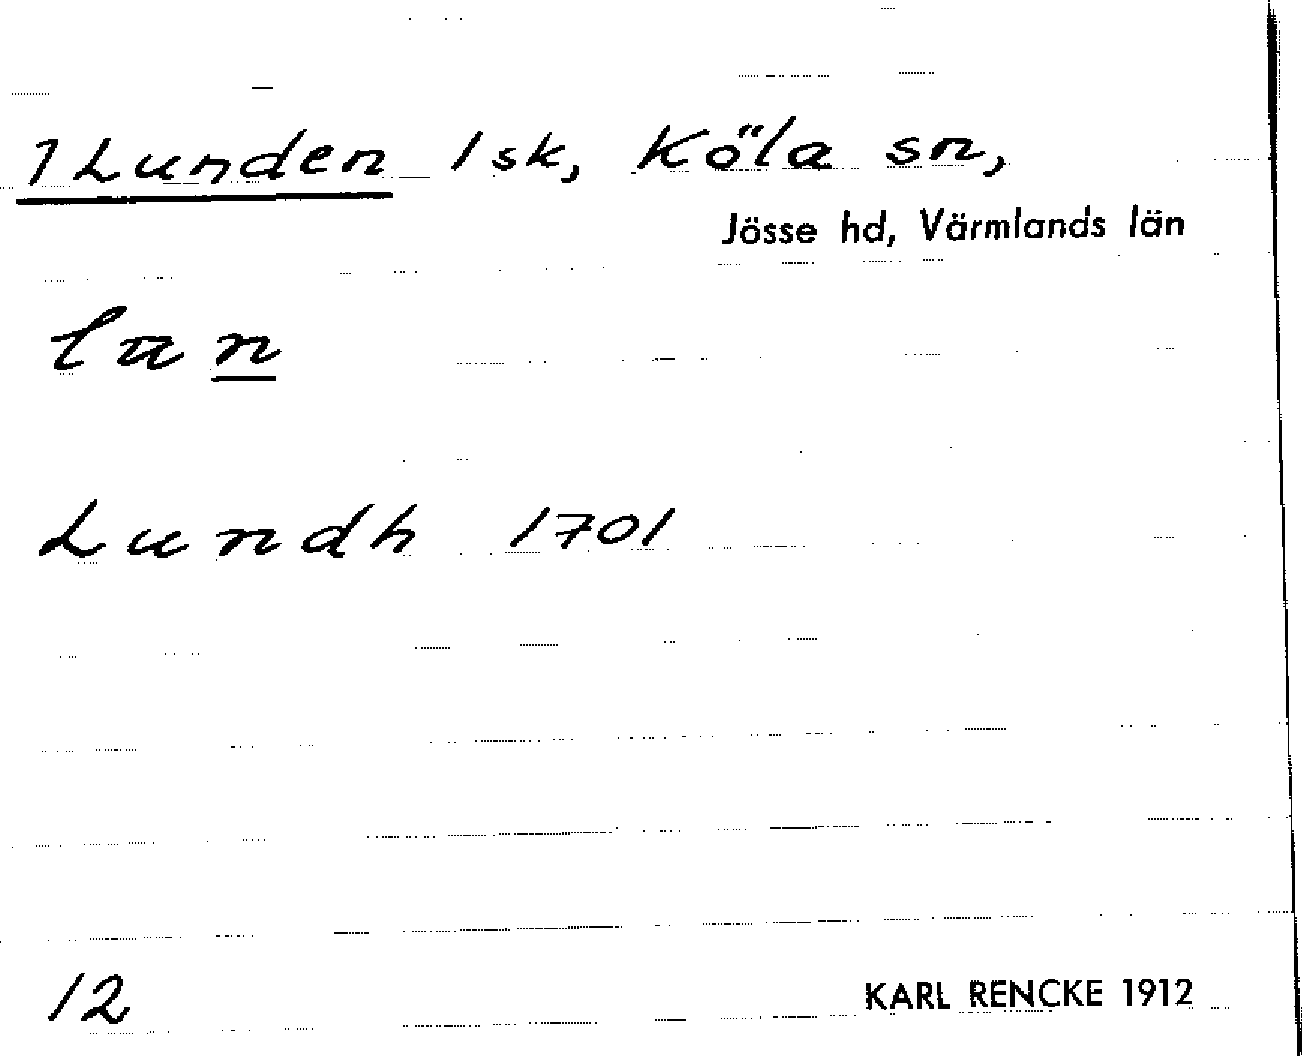 1 Lunden 1 sk, Köla sn,
Jösse hd, Värmlands län
lun
Lundh 1701
12
KARL RENCKE 1912